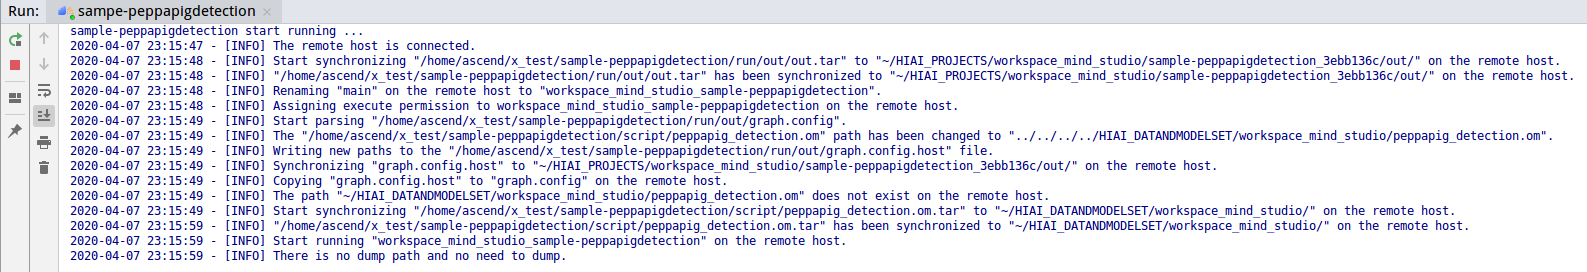 Run: sampe-peppapigdetection
sampe-peppapigdetection start running ...
2020-04-07 23:15:47 - [INFO] The remote host is connected.
2020-04-07 23:15:48 - [INFO] Start synchronizing "/home/ascend/x_test/sample-peppapigdetection/run/out/out.tar" to "~/HIAI_PROJECTS/workspace_mind_studio/sample-peppapigdetection_3ebb136c/out/" on the remote host.
2020-04-07 23:15:48 - [INFO] "/home/ascend/x_test/sample-peppapigdetection/run/out/out.tar" has been synchronized to "~/HIAI_PROJECTS/workspace_mind_studio/sample-peppapigdetection_3ebb136c/out/" on the remote host.
2020-04-07 23:15:48 - [INFO] Renaming "main" on the remote host to "workspace_mind_studio_sample-peppapigdetection".
2020-04-07 23:15:48 - [INFO] Assigning execute permission to workspace_mind_studio_sample-peppapigdetection on the remote host.
2020-04-07 23:15:49 - [INFO] Start parsing "/home/ascend/x_test/sample-peppapigdetection/run/out/graph.config".
2020-04-07 23:15:49 - [INFO] The "/home/ascend/x_test/sample-peppapigdetection/script/peppapig_detection.om" path has been changed to "../../../../HIAI_DATANDMODELSET/workspace_mind_studio/peppapig_detection.om".
2020-04-07 23:15:49 - [INFO] Writing new paths to the "/home/ascend/x_test/sample-peppapigdetection/run/out/graph.config.host" file.
2020-04-07 23:15:49 - [INFO] Synchronizing "graph.config.host" to "~/HIAI_PROJECTS/workspace_mind_studio/sample-peppapigdetection_3ebb136c/out/" on the remote host.
2020-04-07 23:15:49 - [INFO] Copying "graph.config.host" to "graph.config" on the remote host.
2020-04-07 23:15:49 - [INFO] The path "~/HIAI_DATANDMODELSET/workspace_mind_studio/peppapig_detection.om" does not exist on the remote host.
2020-04-07 23:15:49 - [INFO] Start synchronizing "/home/ascend/x_test/sample-peppapigdetection/script/peppapig_detection.om.tar" to "~/HIAI_DATANDMODELSET/workspace_mind_studio/" on the remote host.
2020-04-07 23:15:59 - [INFO] "/home/ascend/x_test/sample-peppapigdetection/script/peppapig_detection.om.tar" has been synchronized to "~/HIAI_DATANDMODELSET/workspace_mind_studio/" on the remote host.
2020-04-07 23:15:59 - [INFO] Start running "workspace_mind_studio_sample-peppapigdetection" on the remote host.
2020-04-07 23:15:59 - [INFO] There is no dump path and no need to dump.